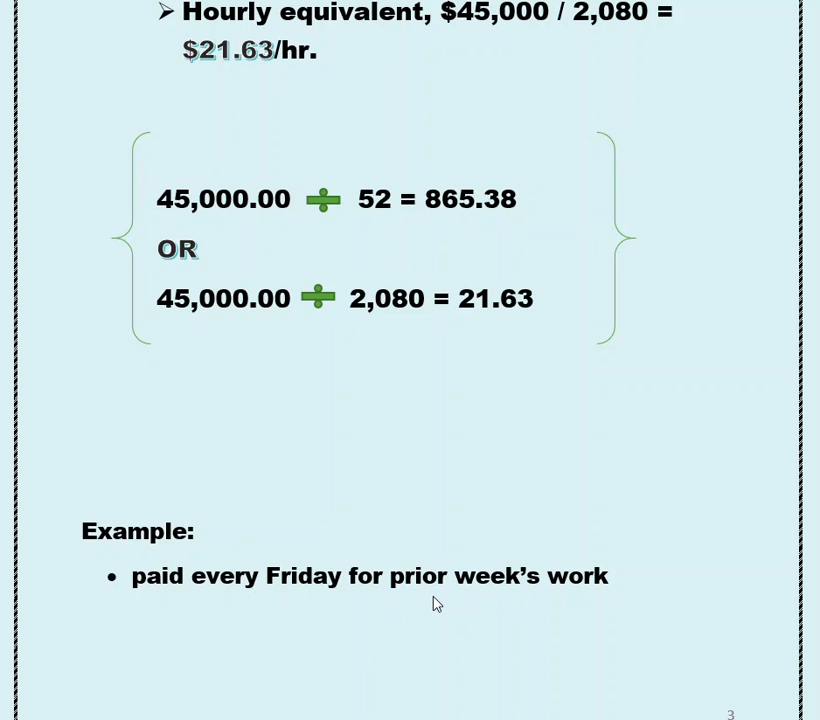 ➢ Hourly equivalent, $45,000 / 2,080 =
$21.63/hr.
45,000.00 ÷ 52 = 865.38
OR
45,000.00 ÷ 2,080 = 21.63
Example:
• paid every Friday for prior week’s work
3